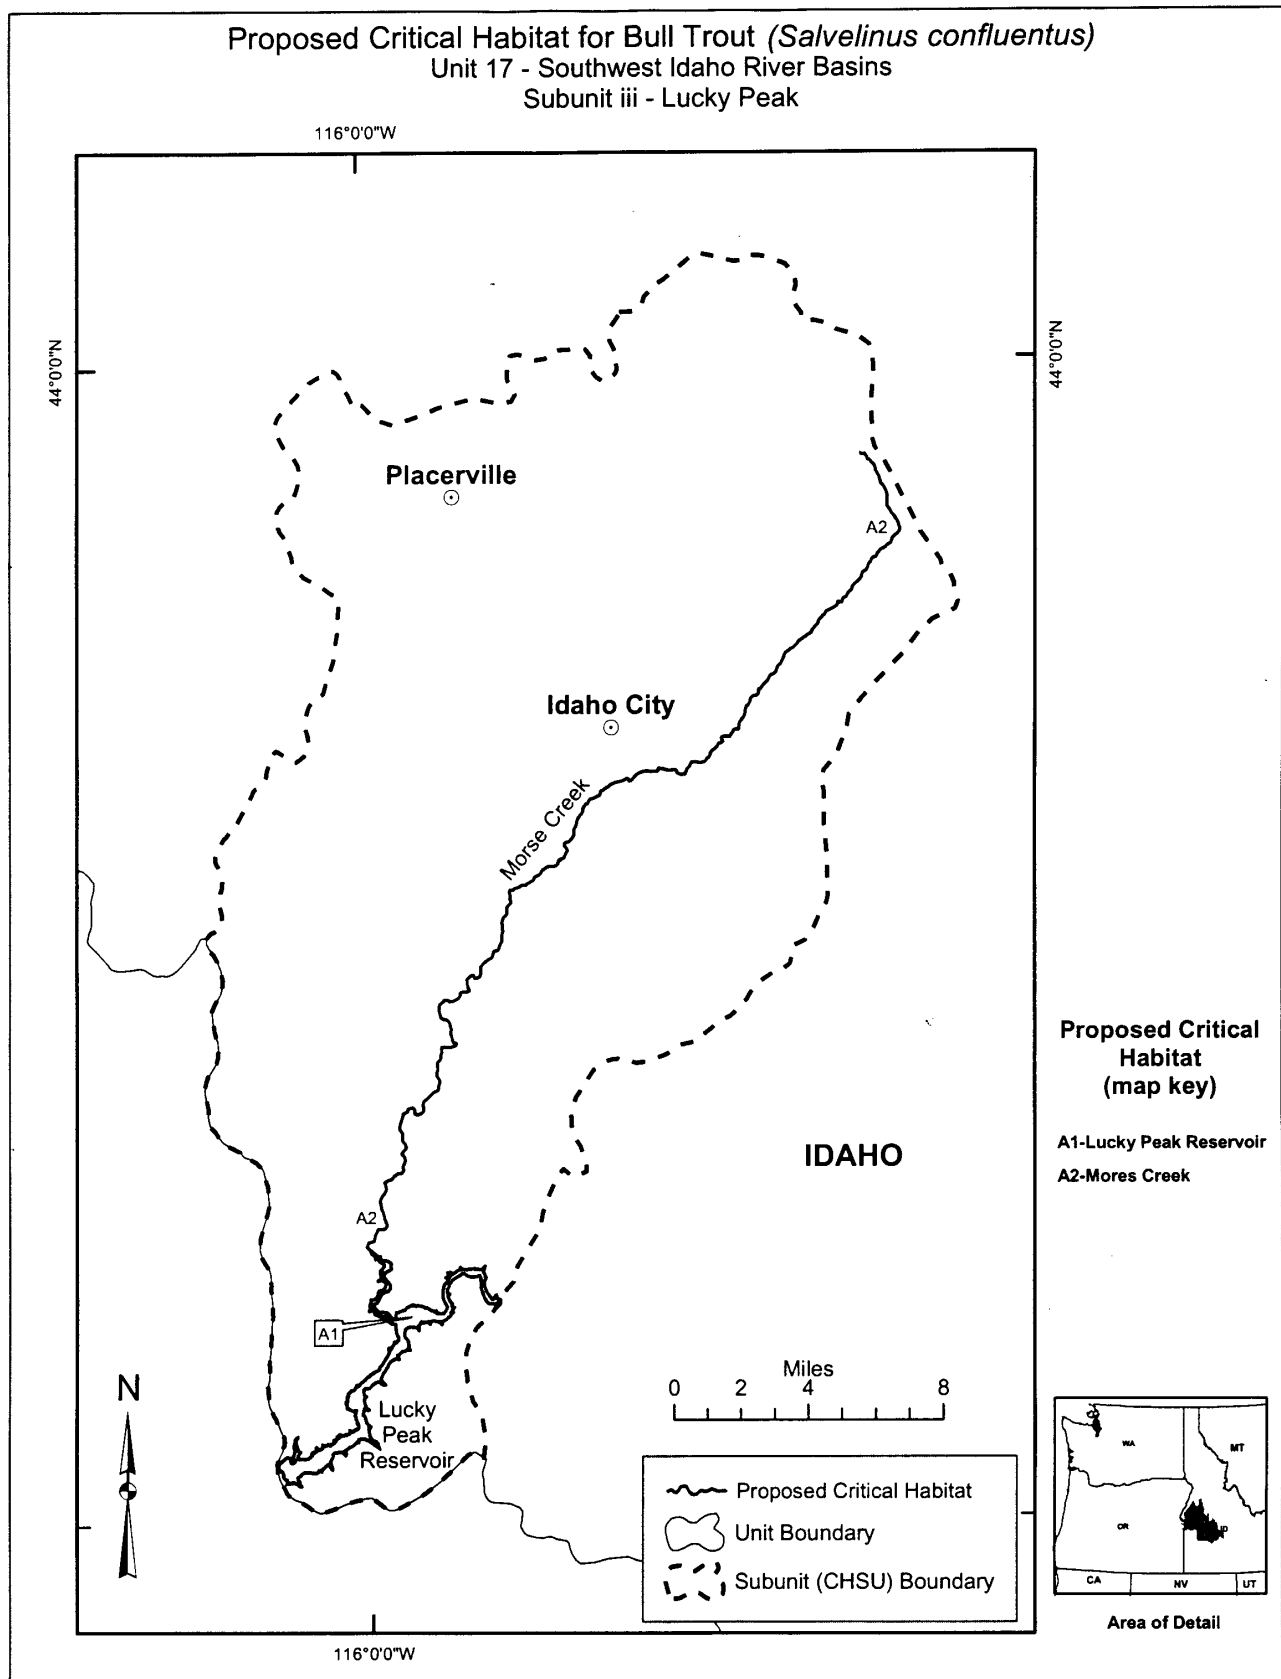 Proposed Critical Habitat for Bull Trout (Salvelinus confluentus)
Unit 17 - Southwest Idaho River Basins
Subunit iii - Lucky Peak
116°0'0"W
44°0'0"N
44°0'0"N
Placerville
A2
Idaho City
Morse Creek
Proposed Critical
Habitat
(map key)
A1-Lucky Peak Reservoir
A2-Mores Creek
IDAHO
A2
A1
Lucky
Peak
Reservoir
N
Miles
0 2 4 8
Proposed Critical Habitat
Unit Boundary
Subunit (CHSU) Boundary
WA
MT
OR
ID
CA
NV
UT
Area of Detail
116°0'0"W